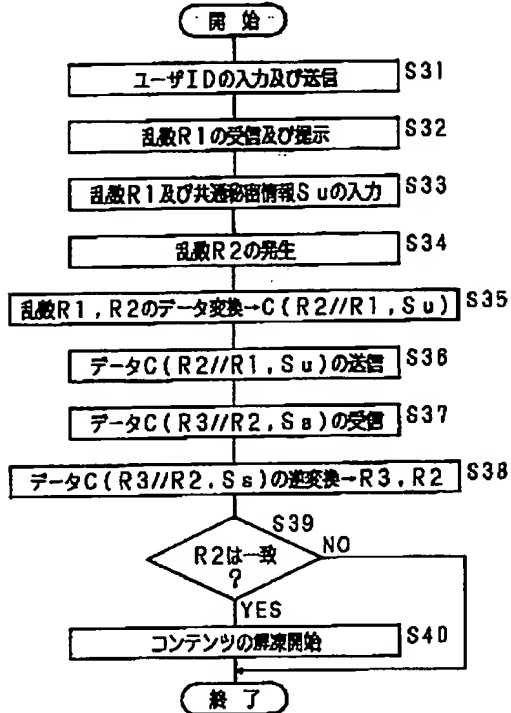 開始
ユーザIDの入力及び送信 S31
乱数R1の受信及び提示 S32
乱数R1及び共通秘密情報Suの入力 S33
乱数R2の発生 S34
乱数R1,R2のデータ変換→C(R2//R1,Su) S35
データC(R2//R1,Su)の送信 S36
データC(R3//R2,Ss)の受信 S37
データC(R3//R2,Ss)の逆変換→R3,R2 S38
S39
R2は一致 NO
?
YES
コンテンツの解凍開始 S40
終了